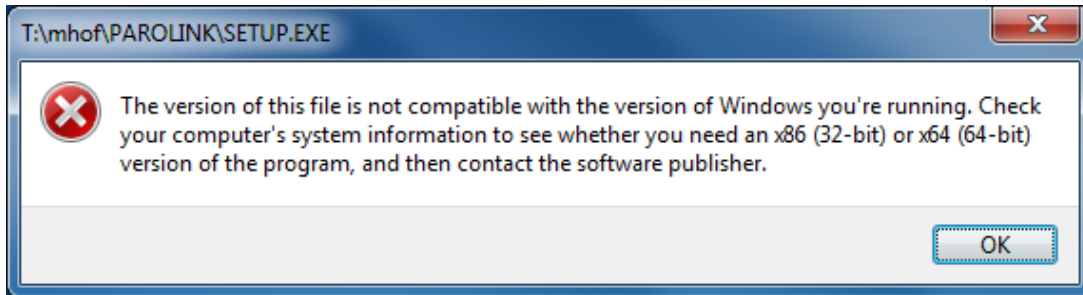 T:\mhof\PAROLINK\SETUP.EXE
The version of this file is not compatible with the version of Windows you're running. Check
your computer's system information to see whether you need an x86 (32-bit) or x64 (64-bit)
version of the program, and then contact the software publisher.
OK